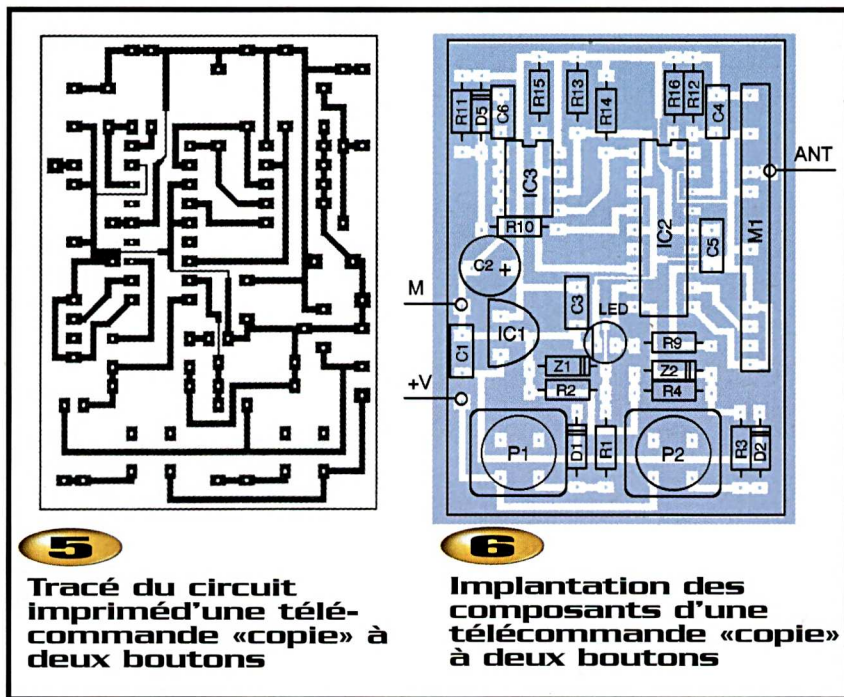 R11
D5
C6
R15
R13
R14
R16
R12
C4
ANT
IC3
IC2
M1
R10
C5
C2
+
M
C3
LED
IC1
C1
R9
Z1
Z2
R2
R4
+V
P1
D1
R1
P2
R3
D2
5
Tracé du circuit
impriméd'une télé-
commande «copie» à
deux boutons
6
Implantation des
composants d'une
télécommande «copie»
à deux boutons